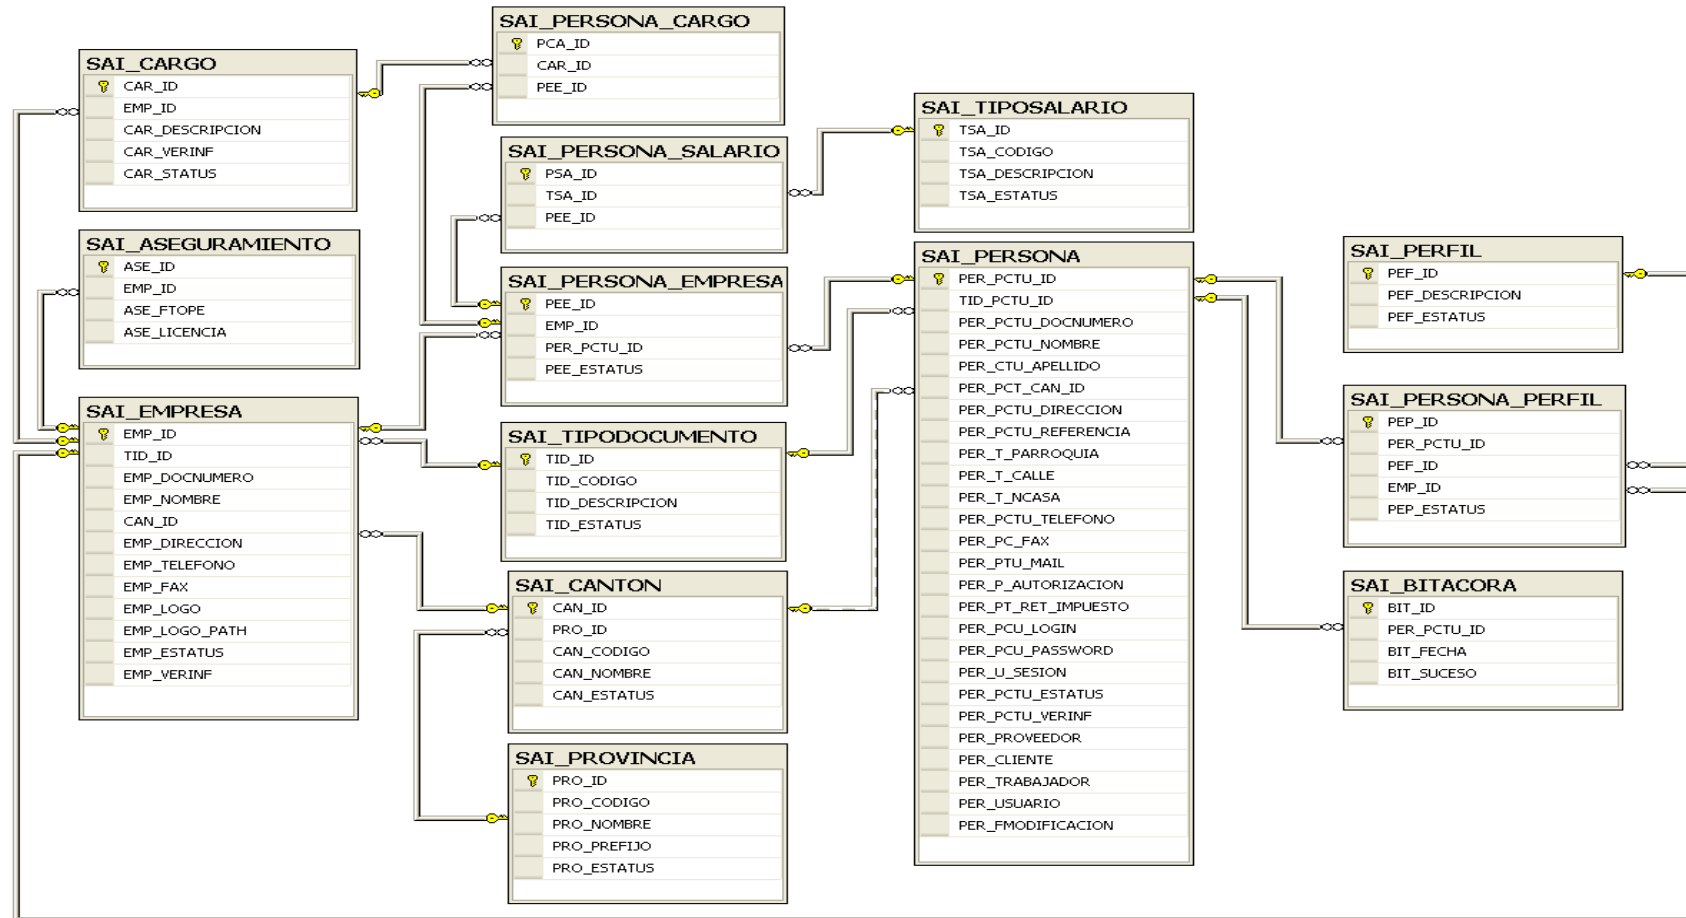 SAI_PERSONA_CARGO
PCA_ID
CAR_ID
PEE_ID
SAI_CARGO
CAR_ID
EMP_ID
CAR_DESCRIPCION
CAR_VERINF
CAR_STATUS
SAI_TIPOSALARIO
TSA_ID
TSA_CODIGO
TSA_DESCRIPCION
TSA_ESTATUS
SAI_PERSONA_SALARIO
PSA_ID
TSA_ID
PEE_ID
SAI_ASEGURAMIENTO
ASE_ID
EMP_ID
ASE_FTOPE
ASE_LICENCIA
SAI_PERSONA_EMPRESA
PEE_ID
EMP_ID
PER_PCTU_ID
PEE_ESTATUS
SAI_PERSONA
PER_PCTU_ID
TID_PCTU_ID
PER_PCTU_DOCNUMERO
PER_PCTU_NOMBRE
PER_CTU_APELLIDO
PER_PCT_CAN_ID
PER_PCTU_DIRECCION
PER_PCTU_REFERENCIA
PER_T_PARROQUIA
PER_T_CALLE
PER_T_NCASA
PER_PCTU_TELEFONO
PER_PC_FAX
PER_PTU_MAIL
PER_P_AUTORIZACION
PER_PT_RET_IMPUESTO
PER_PCU_LOGIN
PER_PCU_PASSWORD
PER_U_SESION
PER_PCTU_ESTATUS
PER_PCTU_VERINF
PER_PROVEEDOR
PER_CLIENTE
PER_TRABAJADOR
PER_USUARIO
PER_FMODIFICACION
SAI_PERFIL
PEF_ID
PEF_DESCRIPCION
PEF_ESTATUS
SAI_EMPRESA
EMP_ID
TID_ID
EMP_DOCNUMERO
EMP_NOMBRE
CAN_ID
EMP_DIRECCION
EMP_TELEFONO
EMP_FAX
EMP_LOGO
EMP_LOGO_PATH
EMP_ESTATUS
EMP_VERINF
SAI_TIPODOCUMENTO
TID_ID
TID_CODIGO
TID_DESCRIPCION
TID_ESTATUS
SAI_PERSONA_PERFIL
PEP_ID
PER_PCTU_ID
PEF_ID
EMP_ID
PEP_ESTATUS
SAI_CANTON
CAN_ID
PRO_ID
CAN_CODIGO
CAN_NOMBRE
CAN_ESTATUS
SAI_BITACORA
BIT_ID
PER_PCTU_ID
BIT_FECHA
BIT_SUCESO
SAI_PROVINCIA
PRO_ID
PRO_CODIGO
PRO_NOMBRE
PRO_PREFIJO
PRO_ESTATUS